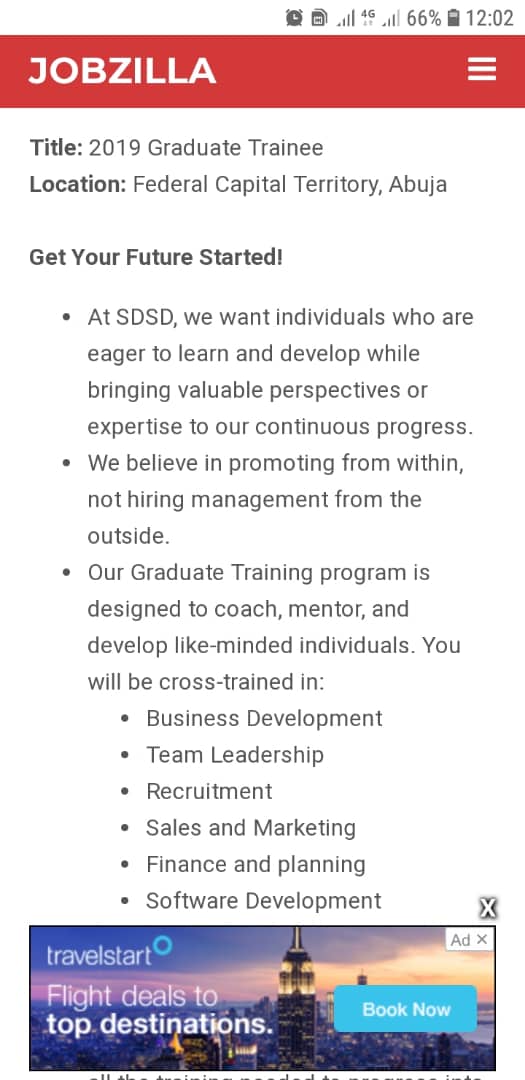 4G 66% 12:02
JOBZILLA
Title: 2019 Graduate Trainee
Location: Federal Capital Territory, Abuja
Get Your Future Started!
• At SDSD, we want individuals who are
eager to learn and develop while
bringing valuable perspectives or
expertise to our continuous progress.
• We believe in promoting from within,
not hiring management from the
outside.
• Our Graduate Training program is
designed to coach, mentor, and
develop like-minded individuals. You
will be cross-trained in:
• Business Development
• Team Leadership
• Recruitment
• Sales and Marketing
• Finance and planning
• Software Development
X
Ad X
travelstart
Flight deals to
top destinations.
Book Now